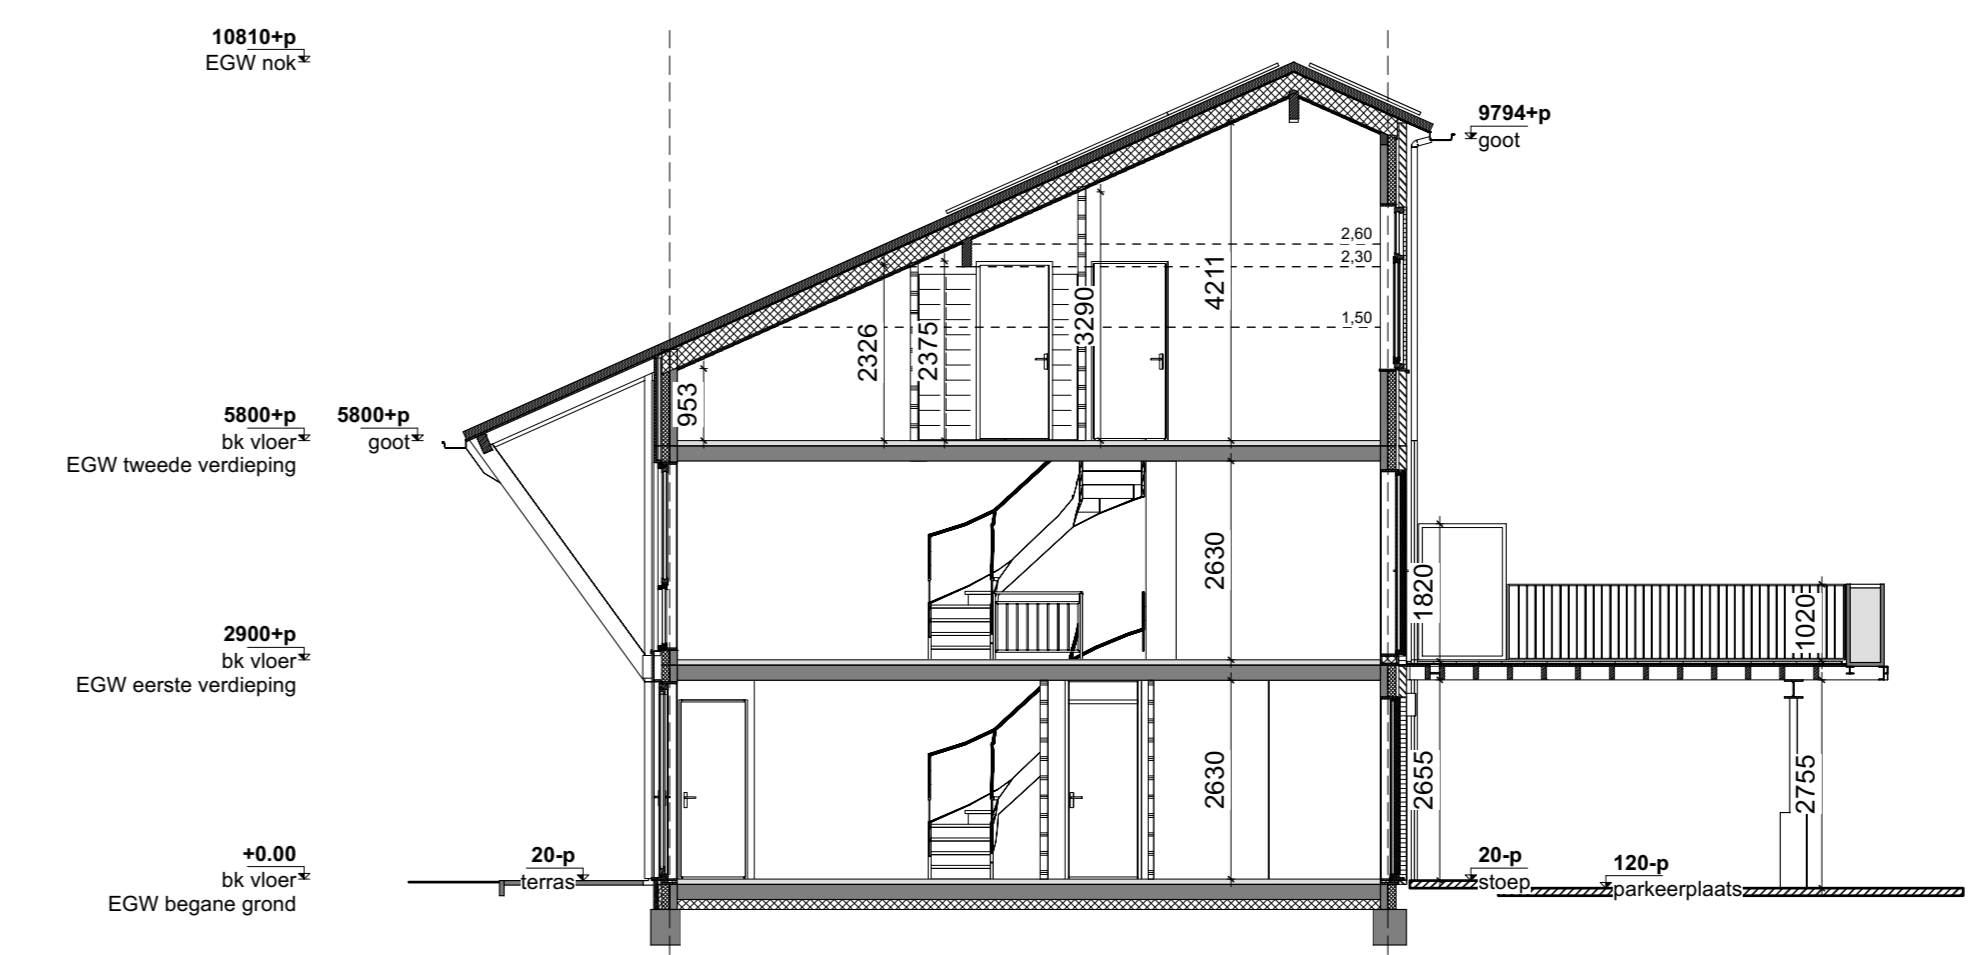 10810+p
EGW nok
9794+p
goot
2,60
2,30
1,50
4211
3290
2326
2375
953
5800+p
bk vloer
EGW tweede verdieping
5800+p
goot
2630
1820
1020
2900+p
bk vloer
EGW eerste verdieping
2630
2655
2755
+0.00
bk vloer
EGW begane grond
20-p
terras
20-p
stoep
120-p
parkeerplaats